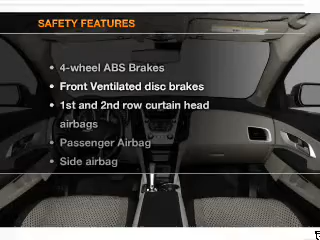 SAFETY FEATURES
• 4-wheel ABS Brakes
• Front Ventilated disc brakes
• 1st and 2nd row curtain head
airbags
• Passenger Airbag
• Side airbag